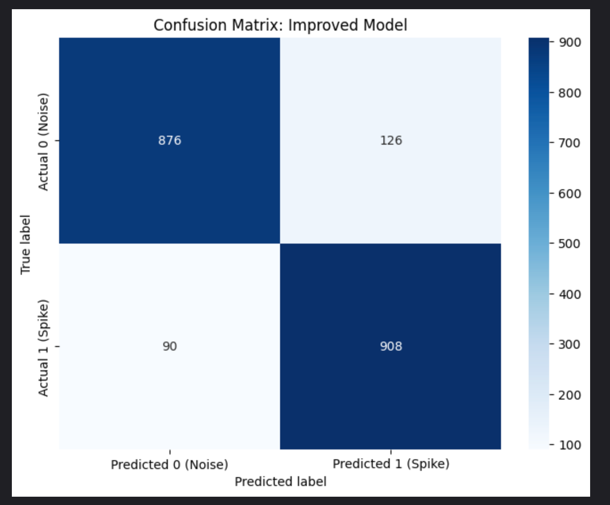 Confusion Matrix: Improved Model
900
800
700
600
500
400
300
200
100
True label
Actual 0 (Noise)
876
126
Actual 1 (Spike)
90
908
Predicted 0 (Noise)
Predicted 1 (Spike)
Predicted label